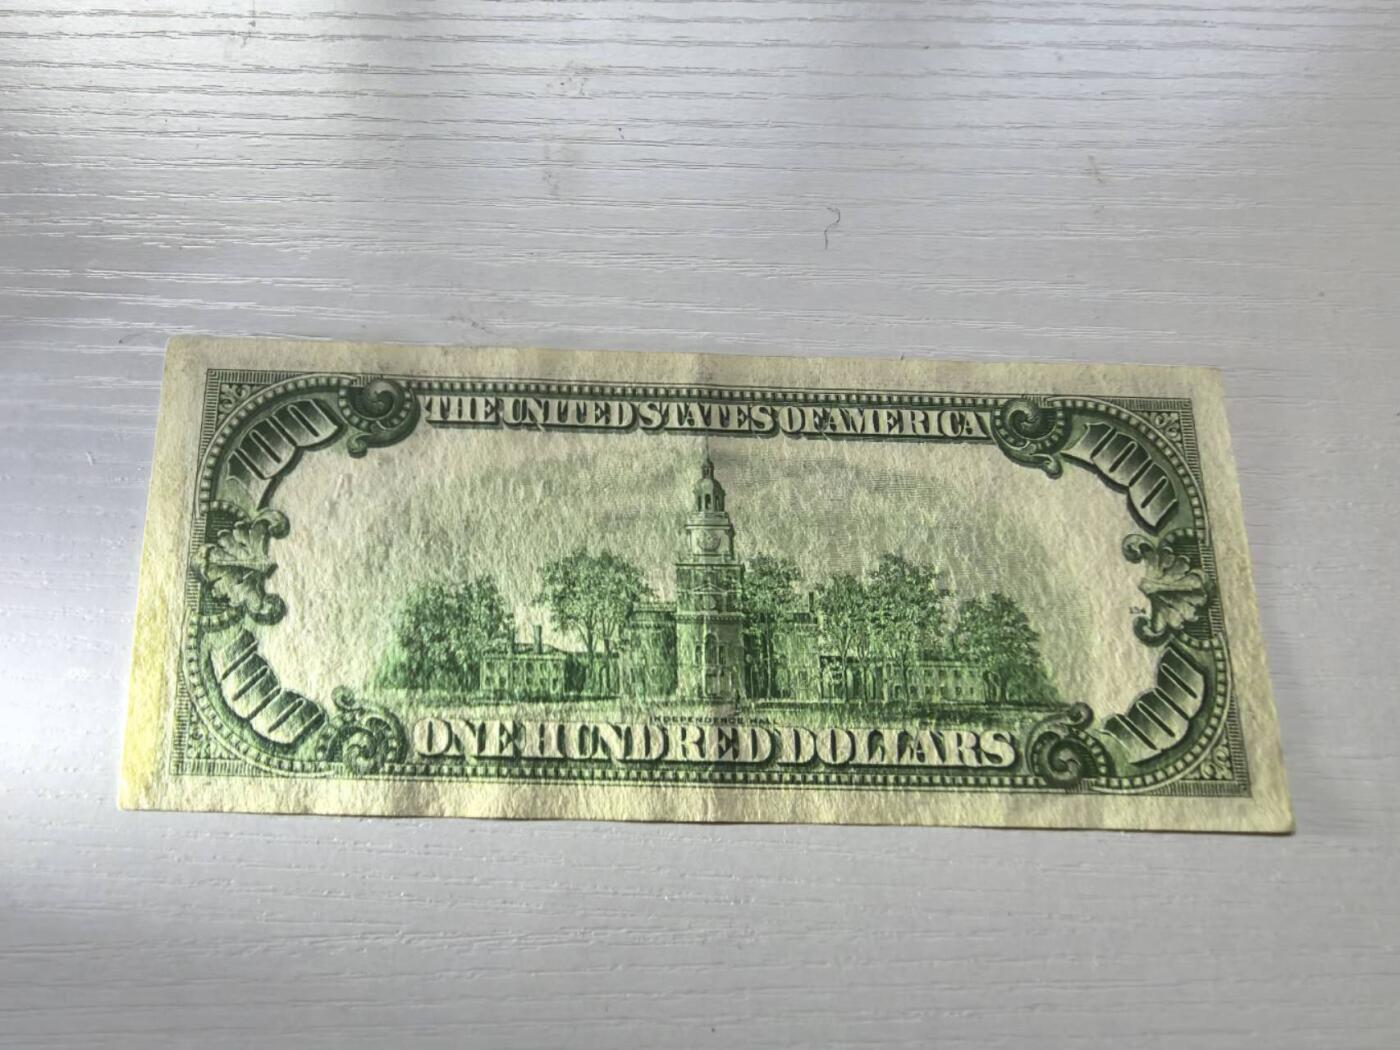 THE UNITED STATES OF AMERICA
100 100
INDEPENDENCE HALL
100 100
ONE HUNDRED DOLLARS